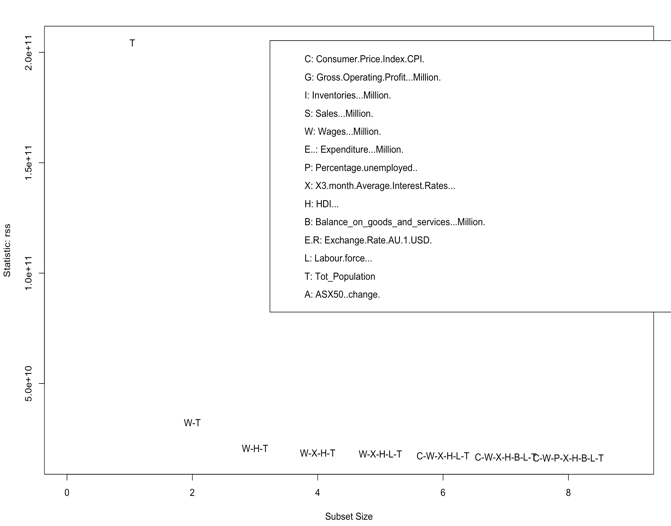 2.0e+11
1.5e+11
1.0e+11
5.0e+10
Statistic: rss
T
C: Consumer.Price.Index.CPI.
G: Gross.Operating.Profit...Million.
I: Inventories...Million.
S: Sales...Million.
W: Wages...Million.
E..: Expenditure...Million.
P: Percentage.unemployed..
X: X3.month.Average.Interest.Rates...
H: HDI...
B: Balance_on_goods_and_services...Million.
E.R: Exchange.Rate.AU.1.USD.
L: Labour.force...
T: Tot_Population
A: ASX50..change.
W-T
W-H-T
W-X-H-T
W-X-H-L-T
C-W-X-H-L-T
C-W-X-H-B-L-T
C-W-P-X-H-B-L-T
0 2 4 6 8
Subset Size